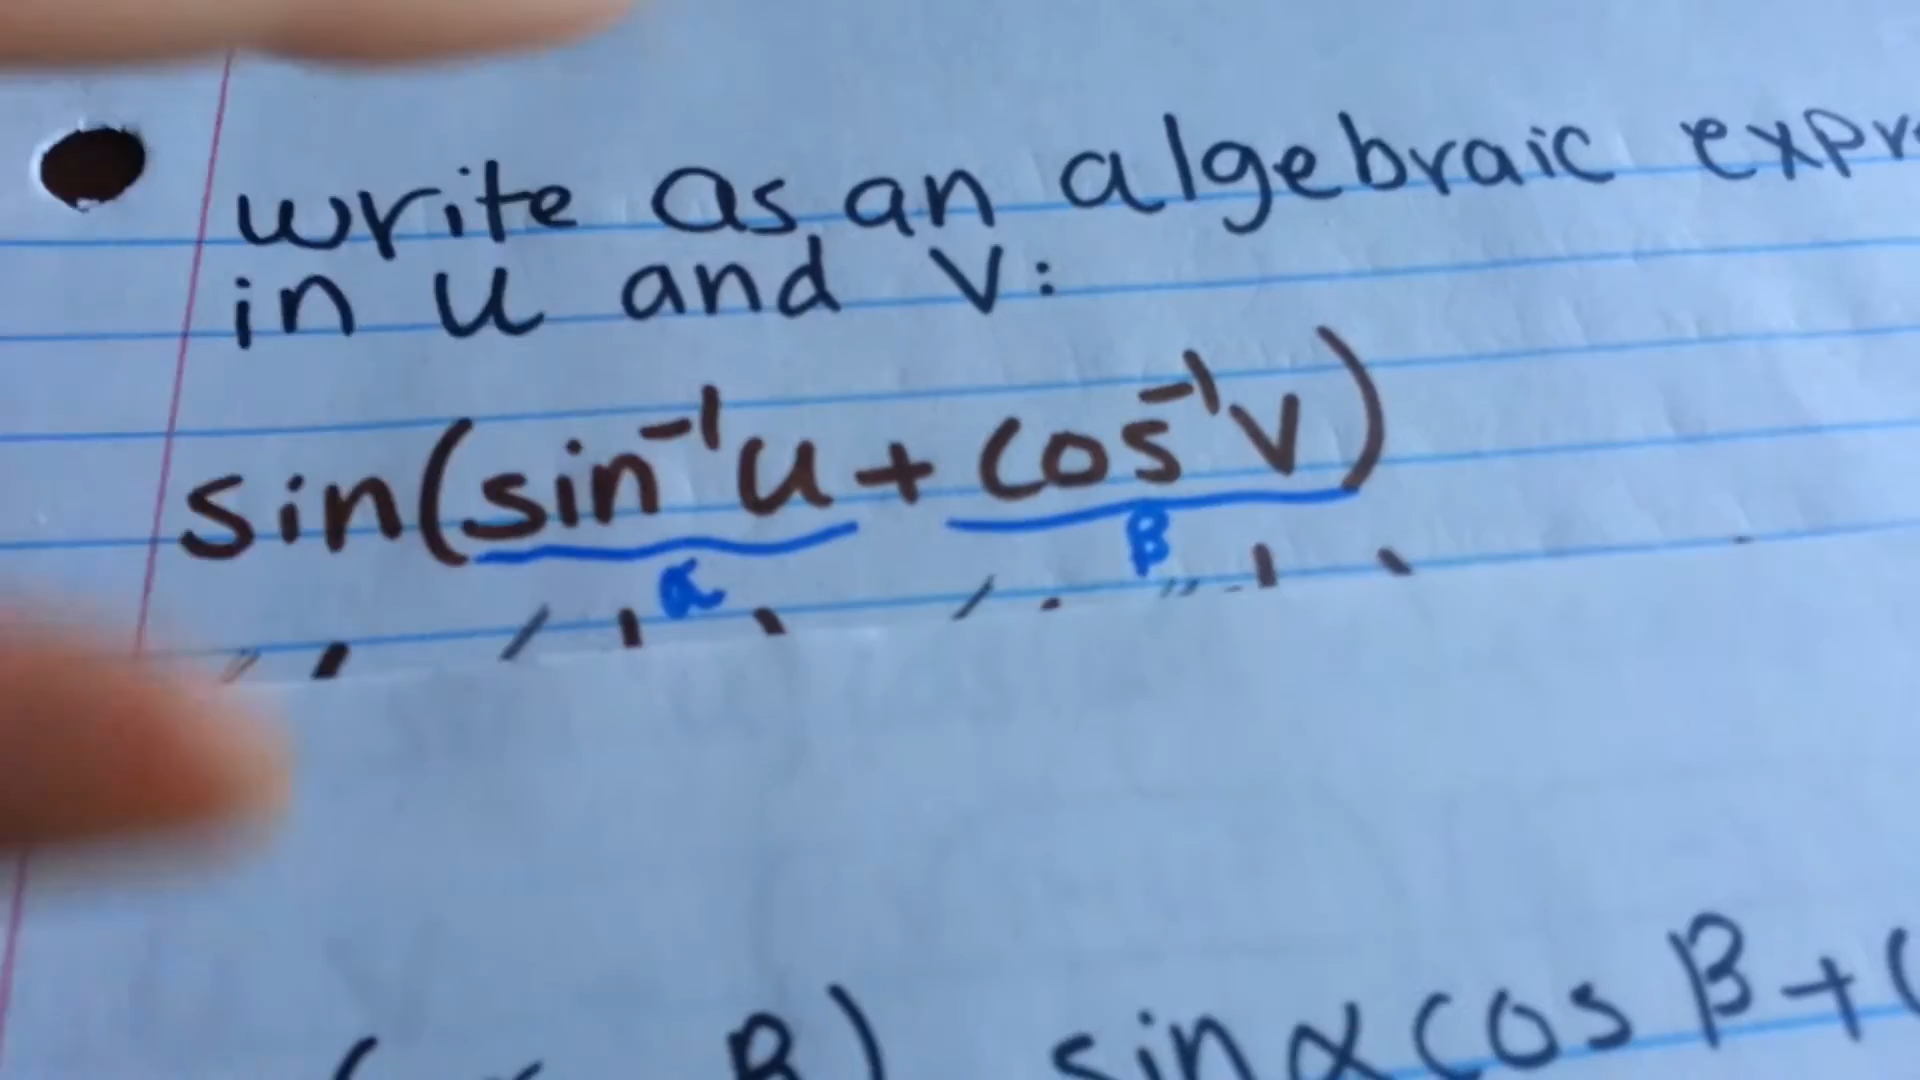 write as an algebraic expr
in u and v:
sin(sin⁻¹u + cos⁻¹v)
α β
β) sin α cos β + (